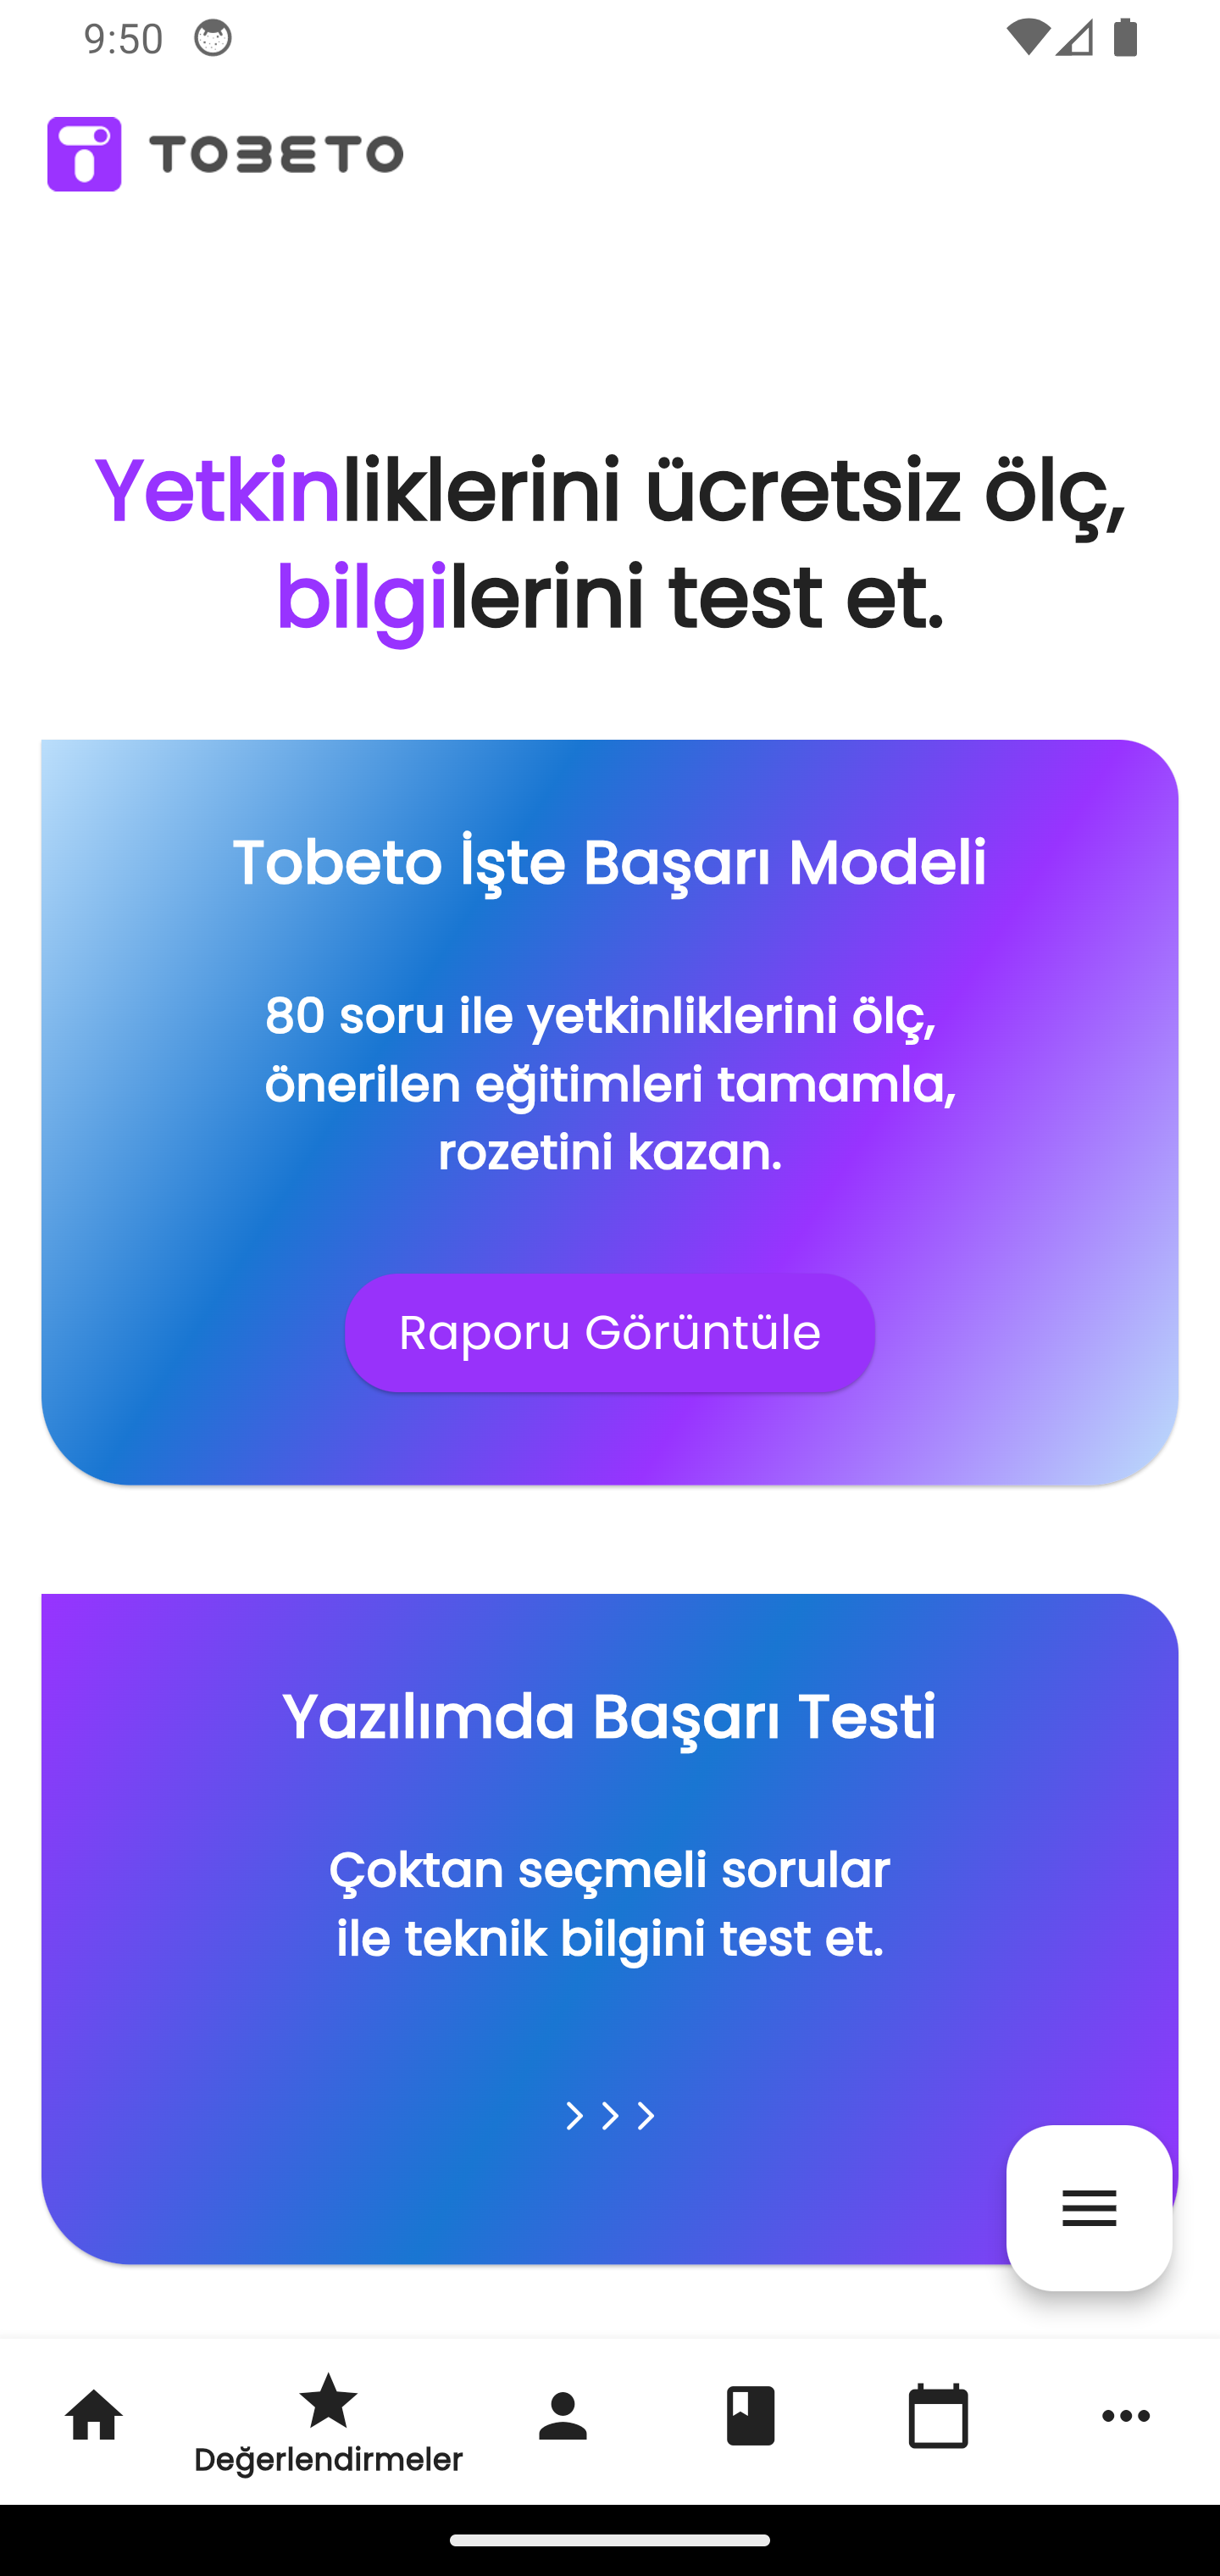 9:50
TOBETO
Yetkinliklerini ücretsiz ölç,
bilgilerini test et.
Tobeto İşte Başarı Modeli
80 soru ile yetkinliklerini ölç,
önerilen eğitimleri tamamla,
rozetini kazan.
Raporu Görüntüle
Yazılımda Başarı Testi
Çoktan seçmeli sorular
ile teknik bilgini test et.
Değerlendirmeler